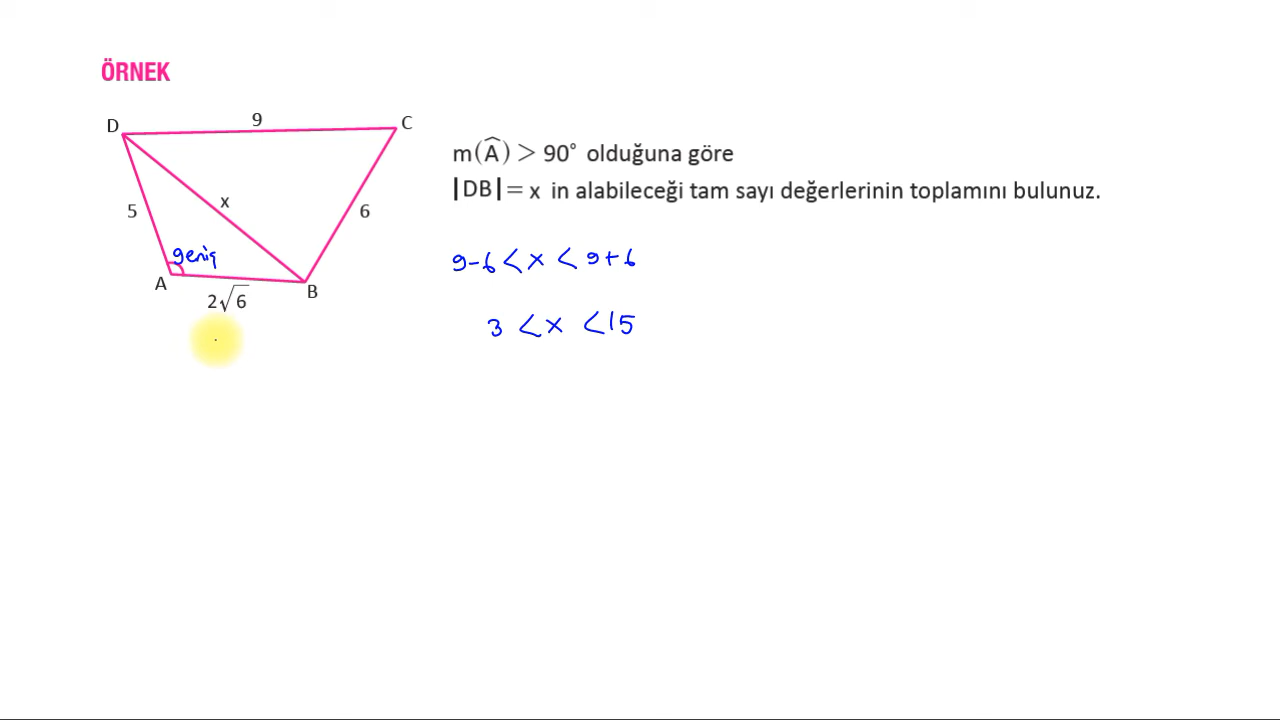 ÖRNEK
D 9 C
m(Â) > 90° olduğuna göre
|DB| = x in alabileceği tam sayı değerlerinin toplamını bulunuz.
5 x 6
geniş
A 2√6 B
9-6 < x < 9+6
3 < x < 15